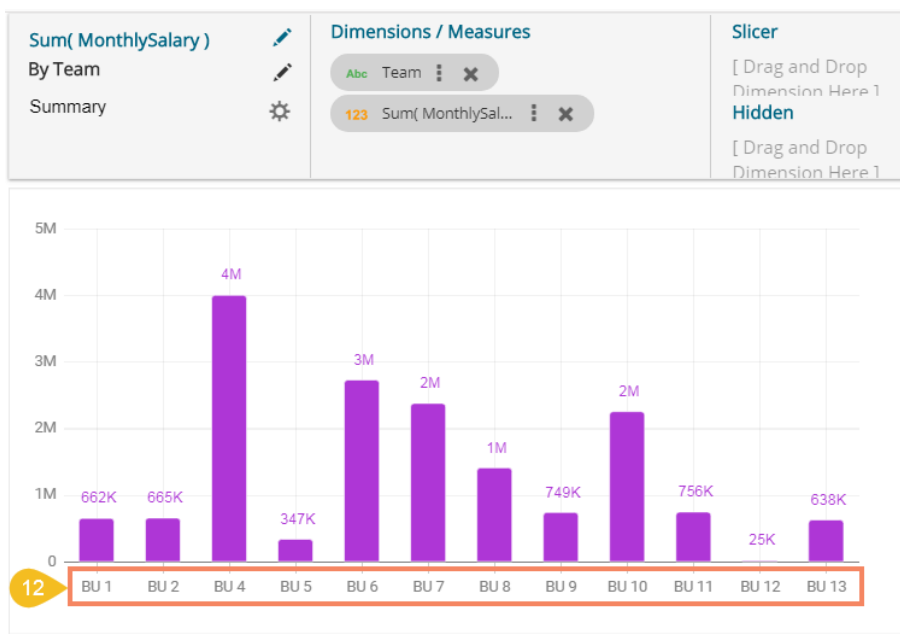 Sum( MonthlySalary )
By Team
Summary
Dimensions / Measures
Abc Team
123 Sum( MonthlySal...
Slicer
[ Drag and Drop
Dimension Here ]
Hidden
[ Drag and Drop
Dimension Here ]
5M
4M
3M
2M
1M
0
662K
665K
4M
347K
3M
2M
1M
749K
2M
756K
25K
638K
12
BU 1 BU 2 BU 4 BU 5 BU 6 BU 7 BU 8 BU 9 BU 10 BU 11 BU 12 BU 13